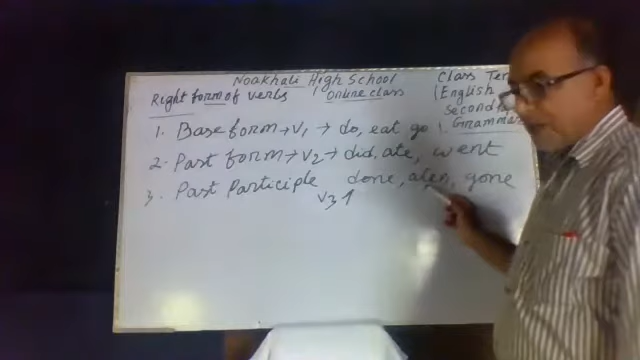 Noakhali High School
Class Ten
Right form of verbs
Online class
English
Second
Grammar
1. Base form → V1 → do, eat go
2. Past form → V2 → did, ate, went
3. Past Participle done, aten, gone
V3 ↑